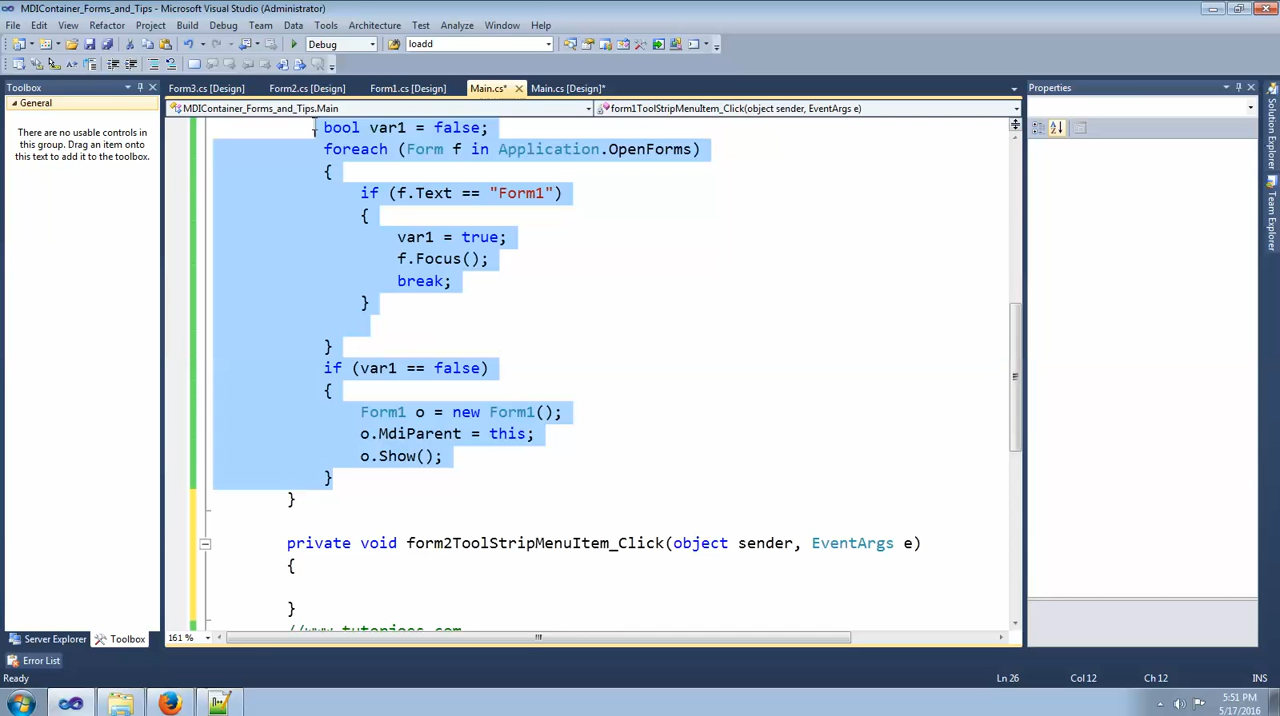 MDIContainer_Forms_and_Tips - Microsoft Visual Studio (Administrator)
File Edit View Refactor Project Build Debug Team Data Tools Architecture Test Analyze Window Help
Debug loadd
Toolbox
Form3.cs [Design] Form2.cs [Design] Form1.cs [Design] Main.cs* Main.cs [Design]*
Properties
General
MDIContainer_Forms_and_Tips.Main form1ToolStripMenuItem_Click(object sender, EventArgs e)
There are no usable controls in
this group. Drag an item onto
this text to add it to the toolbox.
bool var1 = false;
foreach (Form f in Application.OpenForms)
{
if (f.Text == "Form1")
{
var1 = true;
f.Focus();
break;
}
}
if (var1 == false)
{
Form1 o = new Form1();
o.MdiParent = this;
o.Show();
}
}
private void form2ToolStripMenuItem_Click(object sender, EventArgs e)
{
}
//www.tutorjoes.com
Solution Explorer
Team Explorer
161 %
Server Explorer Toolbox
Error List
Ready
Ln 26 Col 12 Ch 12 INS
5:51 PM
5/17/2016